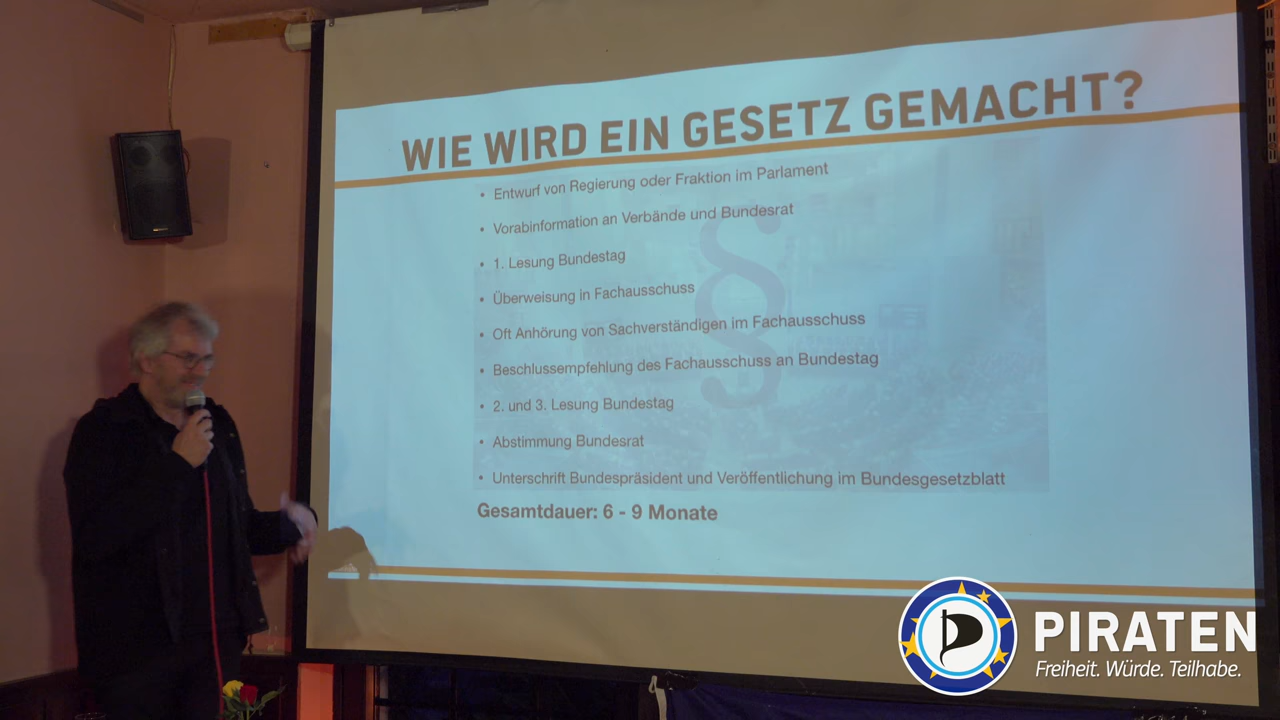 WIE WIRD EIN GESETZ GEMACHT?
• Entwurf von Regierung oder Fraktion im Parlament
• Vorabinformation an Verbände und Bundesrat
• 1. Lesung Bundestag
• Überweisung in Fachausschuss
• Oft Anhörung von Sachverständigen im Fachausschuss
• Beschlussempfehlung des Fachausschuss an Bundestag
• 2. und 3. Lesung Bundestag
• Abstimmung Bundesrat
• Unterschrift Bundespräsident und Veröffentlichung im Bundesgesetzblatt
Gesamtdauer: 6 - 9 Monate
§
PIRATEN
Freiheit. Würde. Teilhabe.